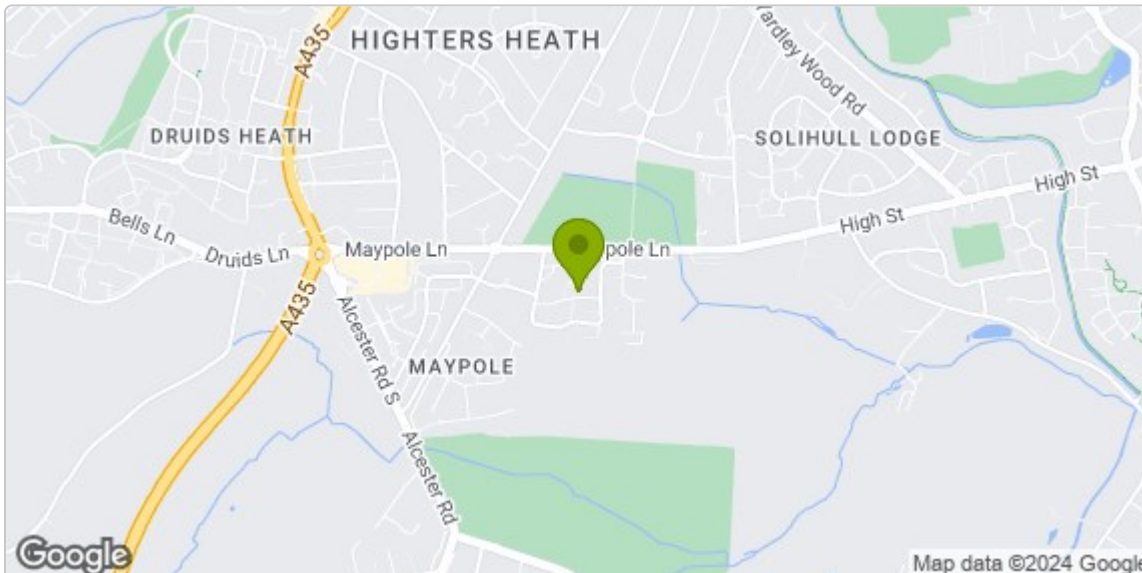 A435
HIGHTERS HEATH
Yardley Wood Rd
DRUIDS HEATH
SOLIHULL LODGE
High St
High St
Bells Ln
Druids Ln
Maypole Ln
pole Ln
A435
Alcester Rd S
MAYPOLE
Alcester Rd
Google
Map data ©2024 Google